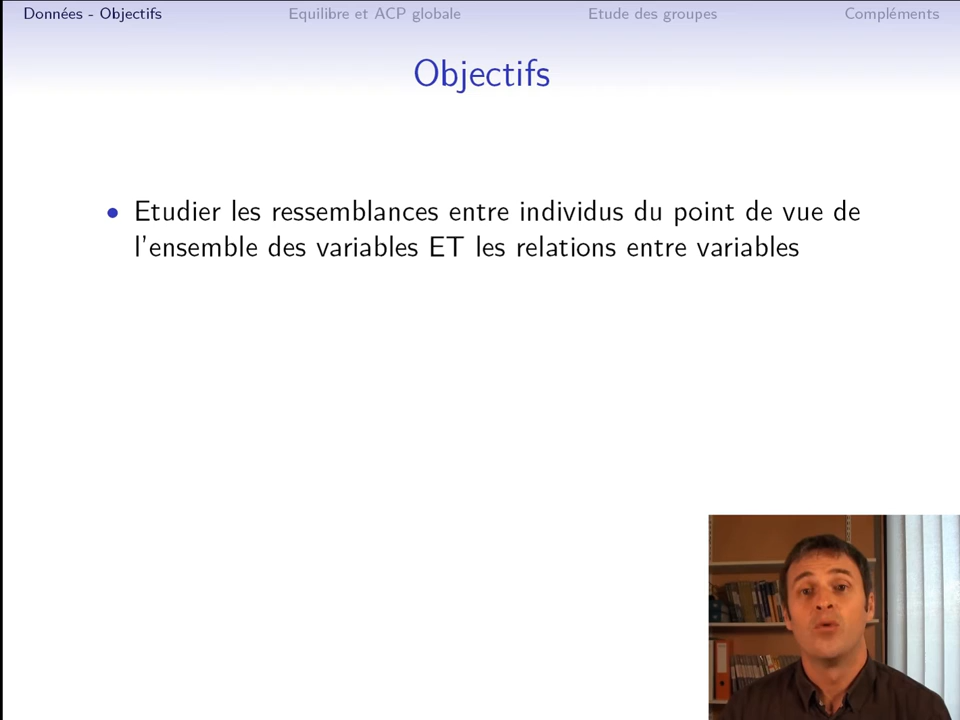 Données - Objectifs Equilibre et ACP globale Etude des groupes Compléments
Objectifs
• Etudier les ressemblances entre individus du point de vue de
l'ensemble des variables ET les relations entre variables